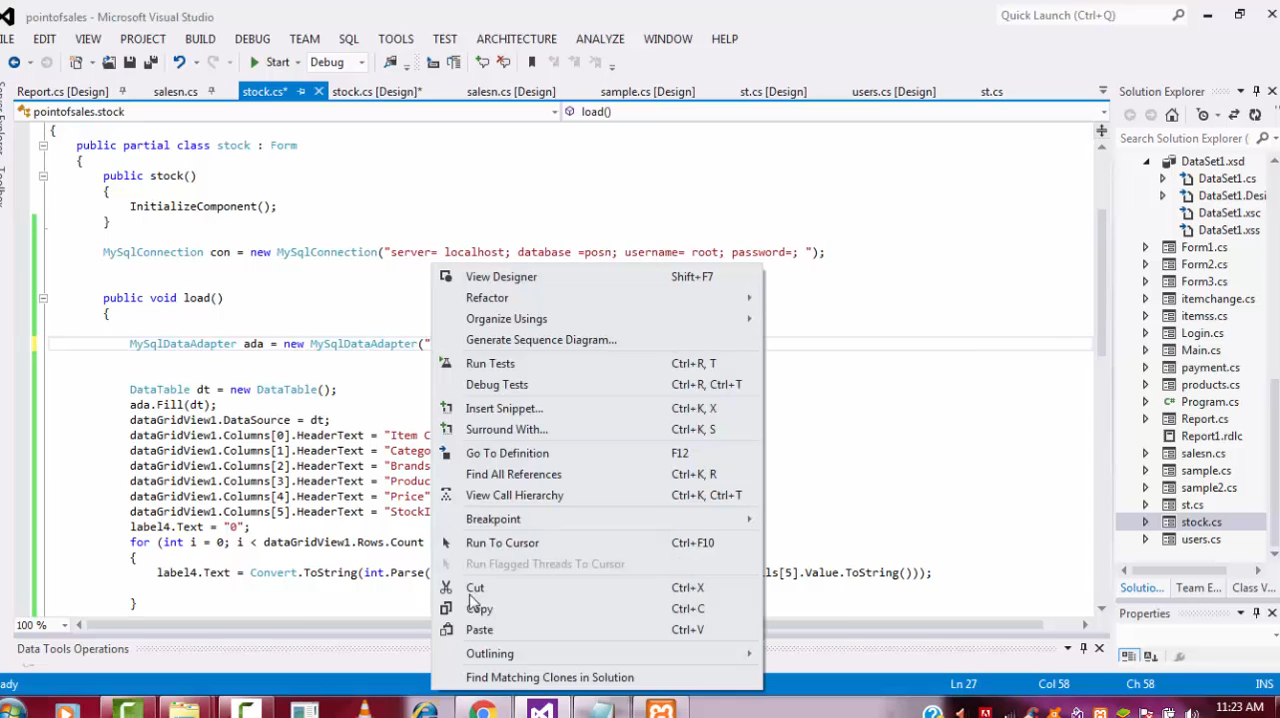 pointofsales - Microsoft Visual Studio
Quick Launch (Ctrl+Q)
ILE EDIT VIEW PROJECT BUILD DEBUG TEAM SQL TOOLS TEST ARCHITECTURE ANALYZE WINDOW HELP
Start Debug
Report.cs [Design] salesn.cs stock.cs* stock.cs [Design]* salesn.cs [Design] sample.cs [Design] st.cs [Design] users.cs [Design] st.cs
Solution Explorer
pointofsales.stock load()
Search Solution Explorer
{
public partial class stock : Form
{
public stock()
{
InitializeComponent();
}
MySqlConnection con = new MySqlConnection("server= localhost; database =posn; username= root; password=; ");
public void load()
{
MySqlDataAdapter ada = new MySqlDataAdapter("
DataTable dt = new DataTable();
ada.Fill(dt);
dataGridView1.DataSource = dt;
dataGridView1.Columns[0].HeaderText = "Item C
dataGridView1.Columns[1].HeaderText = "Catego
dataGridView1.Columns[2].HeaderText = "Brands
dataGridView1.Columns[3].HeaderText = "Produc
dataGridView1.Columns[4].HeaderText = "Price"
dataGridView1.Columns[5].HeaderText = "StockI
label4.Text = "0";
for (int i = 0; i < dataGridView1.Rows.Count
{
label4.Text = Convert.ToString(int.Parse( ls[5].Value.ToString()));
}
View Designer Shift+F7
Refactor
Organize Usings
Generate Sequence Diagram...
Run Tests Ctrl+R, T
Debug Tests Ctrl+R, Ctrl+T
Insert Snippet... Ctrl+K, X
Surround With... Ctrl+K, S
Go To Definition F12
Find All References Ctrl+K, R
View Call Hierarchy Ctrl+K, Ctrl+T
Breakpoint
Run To Cursor Ctrl+F10
Run Flagged Threads To Cursor
Cut Ctrl+X
Copy Ctrl+C
Paste Ctrl+V
Outlining
Find Matching Clones in Solution
DataSet1.xsd
DataSet1.cs
DataSet1.Desi
DataSet1.xsc
DataSet1.xss
Form1.cs
Form2.cs
Form3.cs
itemchange.cs
itemss.cs
Login.cs
Main.cs
payment.cs
products.cs
Program.cs
Report.cs
Report1.rdlc
salesn.cs
sample.cs
sample2.cs
st.cs
stock.cs
users.cs
Solutio... Team E... Class View
Properties
Server Explorer Toolbox
100 %
Data Tools Operations
ady Ln 27 Col 58 Ch 58 INS
11:23 AM